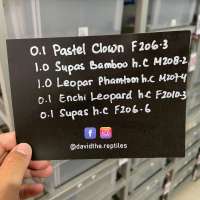 0.1 Pastel Clown F206.3
1.0 Supas Bamboo h.c M208-2
1.0 Leopar Phantom h.c M207-4
0.1 Enchi Leopard h.c F2010.3
0.1 Supas h.c F206.6
@davidthe.reptiles